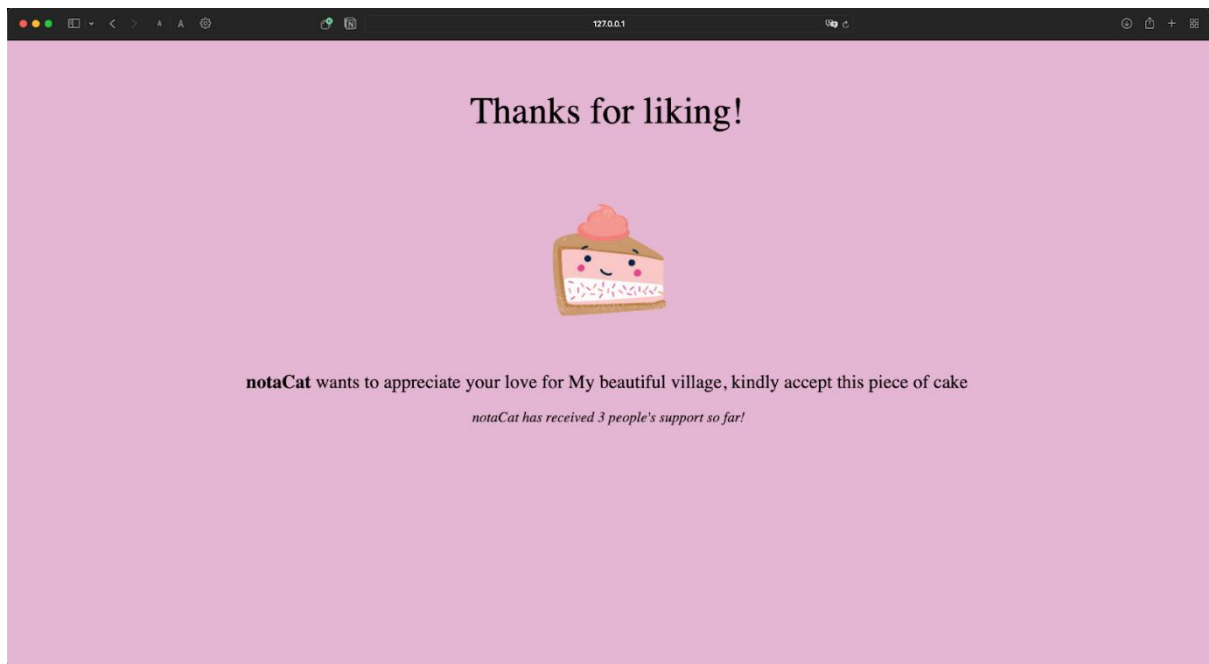 A A 127.0.0.1
Thanks for liking!
notaCat wants to appreciate your love for My beautiful village, kindly accept this piece of cake
notaCat has received 3 people's support so far!